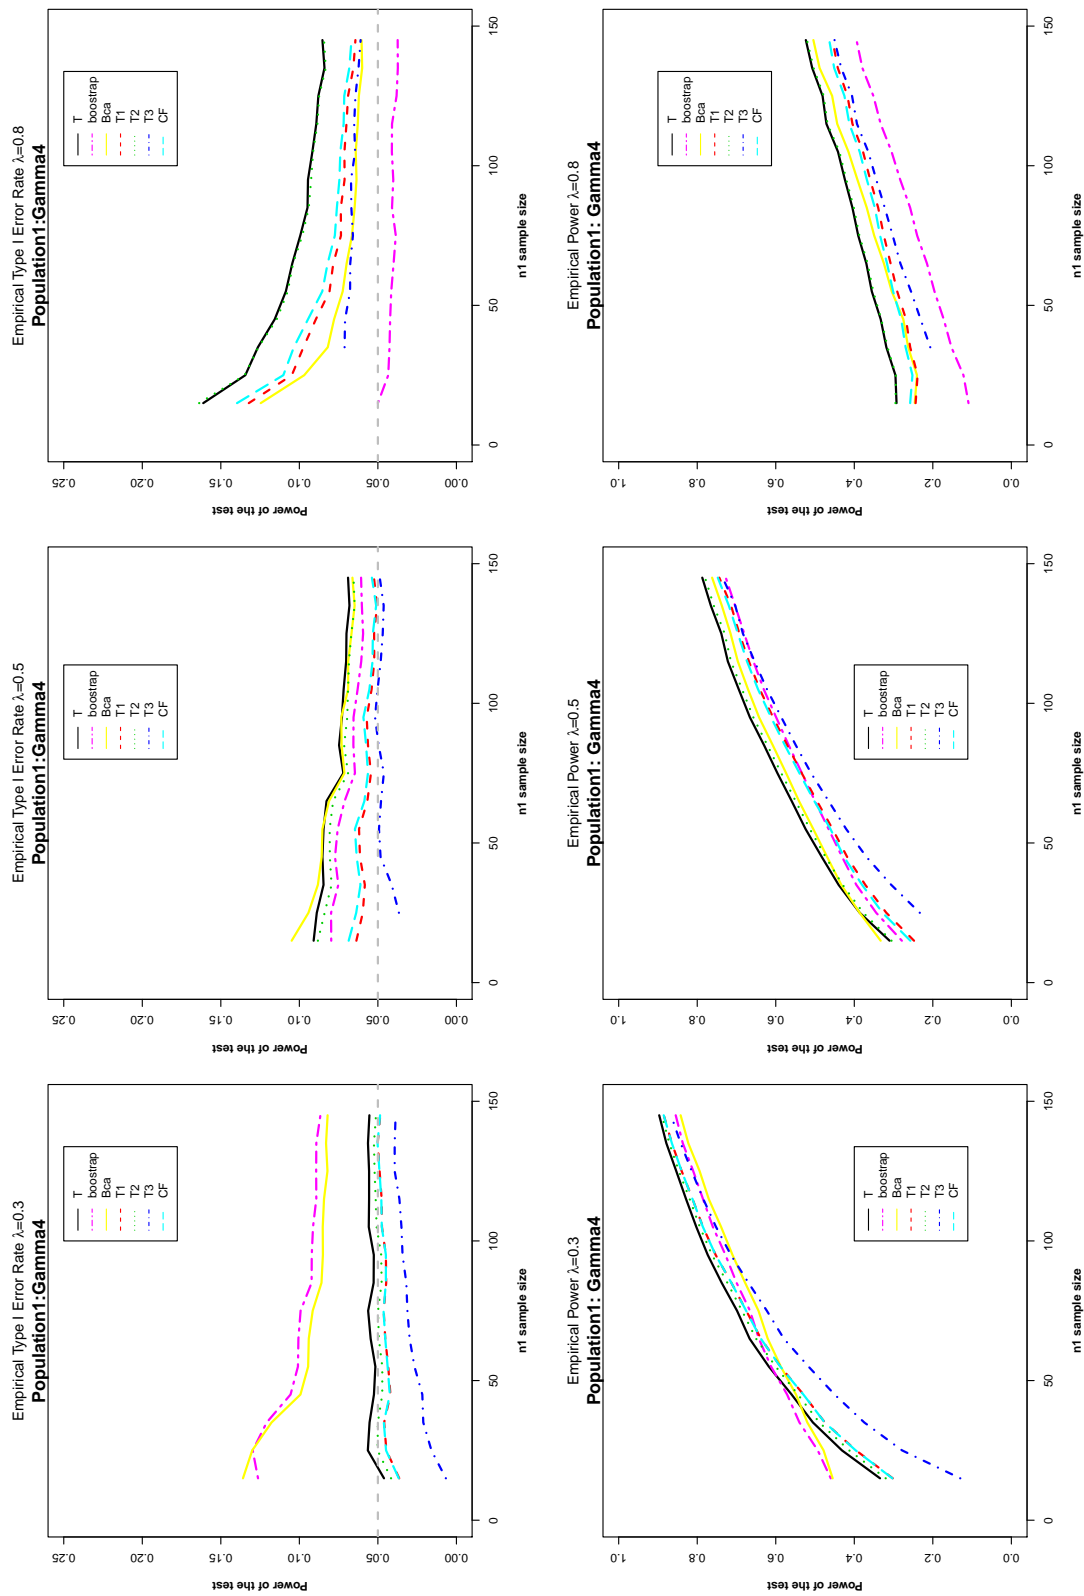 Empirical Type I Error Rate λ=0.3
Population1:Gamma4
Power of the test
0.25
0.20
0.15
0.10
0.05
0.00
T
boostrap
Bca
T1
T2
T3
CF
0
50
100
150
n1 sample size
Empirical Type I Error Rate λ=0.5
Population1:Gamma4
Power of the test
0.25
0.20
0.15
0.10
0.05
0.00
T
boostrap
Bca
T1
T2
T3
CF
0
50
100
150
n1 sample size
Empirical Type I Error Rate λ=0.8
Population1:Gamma4
Power of the test
0.25
0.20
0.15
0.10
0.05
0.00
T
boostrap
Bca
T1
T2
T3
CF
0
50
100
150
n1 sample size
Empirical Power λ=0.3
Population1: Gamma4
Power of the test
1.0
0.8
0.6
0.4
0.2
0.0
T
boostrap
Bca
T1
T2
T3
CF
0
50
100
150
n1 sample size
Empirical Power λ=0.5
Population1: Gamma4
Power of the test
1.0
0.8
0.6
0.4
0.2
0.0
T
boostrap
Bca
T1
T2
T3
CF
0
50
100
150
n1 sample size
Empirical Power λ=0.8
Population1: Gamma4
Power of the test
1.0
0.8
0.6
0.4
0.2
0.0
T
boostrap
Bca
T1
T2
T3
CF
0
50
100
150
n1 sample size